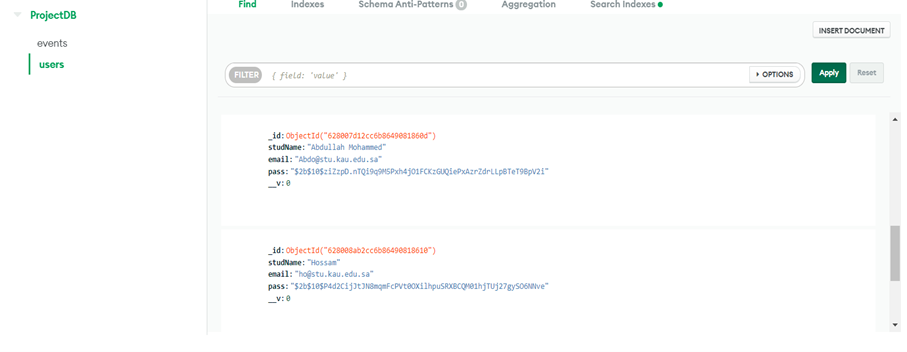 ProjectDB
events
users
Find Indexes Schema Anti-Patterns 0 Aggregation Search Indexes
INSERT DOCUMENT
FILTER { field: 'value' } OPTIONS Apply Reset
_id: ObjectId("628007d12cc6b8649081860d")
studName: "Abdullah Mohammed"
email: "Abdo@stu.kau.edu.sa"
pass: "$2b$10$ziZzpD.nTQi9q9MSPxh4jO1FCKzGUQiePxAzrZdrLLpBTeT9BpV2i"
__v: 0
_id: ObjectId("628008ab2cc6b86490818610")
studName: "Hossam"
email: "ho@stu.kau.edu.sa"
pass: "$2b$10$P4d2CijJtJN8mqmFcPVt0OXilhpuSRXBCQM01hjTUj27gySO6NNve"
__v: 0